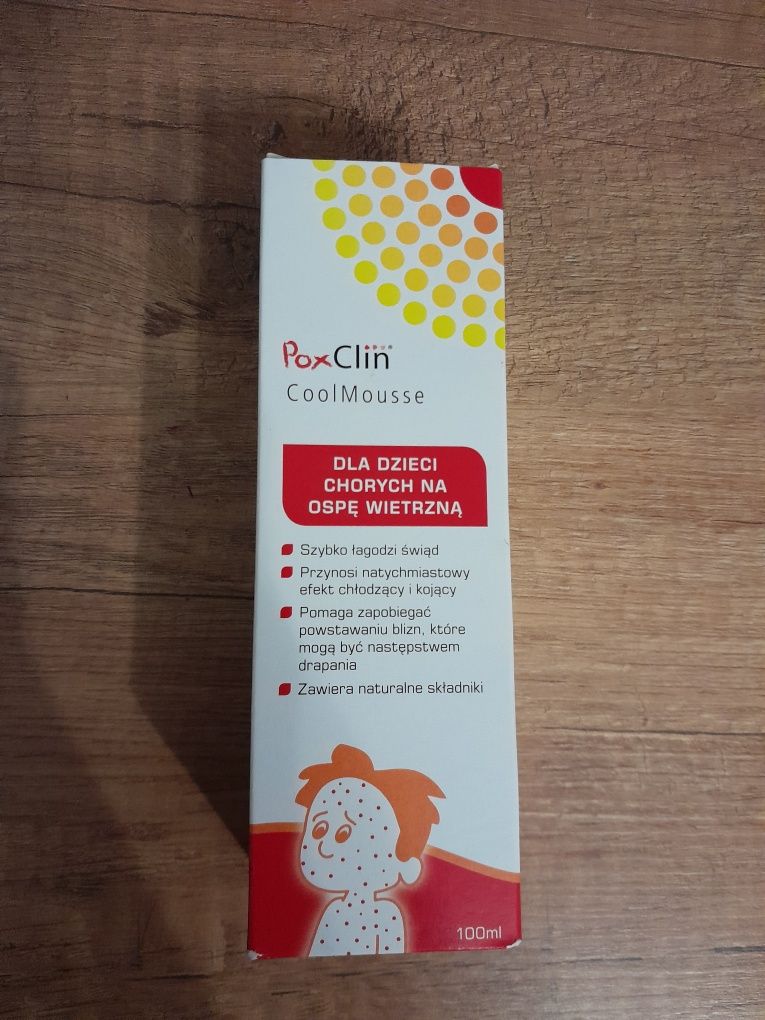 PoxClin®
CoolMousse
DLA DZIECI
CHORYCH NA
OSPĘ WIETRZNĄ
Szybko łagodzi świąd
Przynosi natychmiastowy
efekt chłodzący i kojący
Pomaga zapobiegać
powstawaniu blizn, które
mogą być następstwem
drapania
Zawiera naturalne składniki
100ml